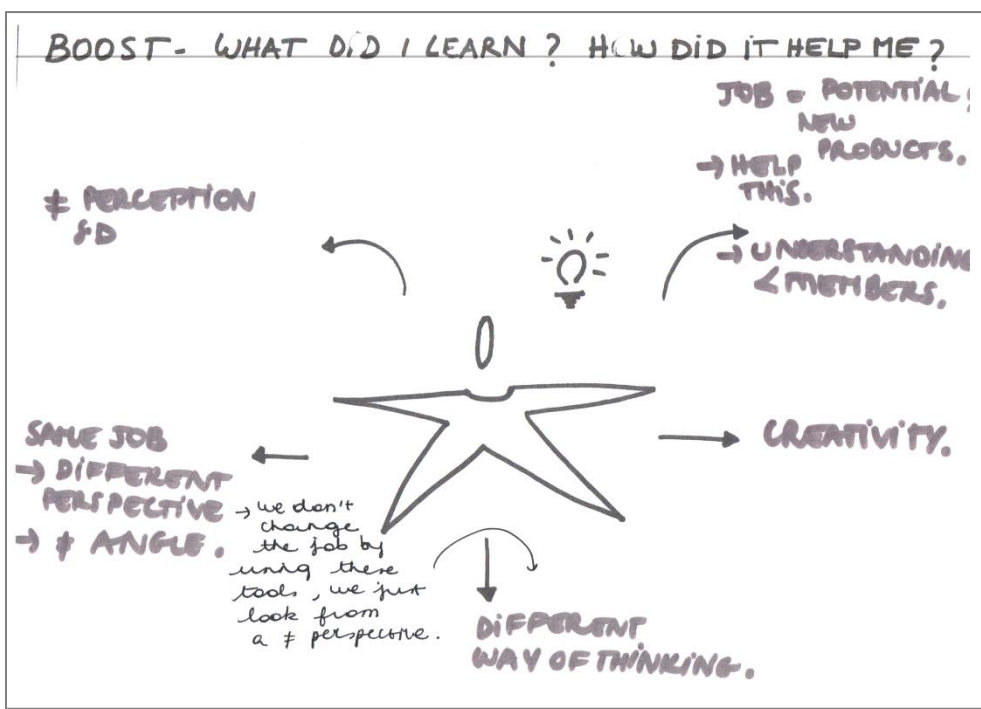 BOOST - WHAT DID I LEARN? HOW DID IT HELP ME?
JOB = POTENTIAL
NEW
PRODUCTS.
→ HELP
THIS.
→ UNDERSTANDING
< MEMBERS.
≠ PERCEPTION
&D
CREATIVITY.
SAME JOB
→ DIFFERENT
PERSPECTIVE
→ ≠ ANGLE.
→ we don't
change
the job by
using these
tools, we just
look from
a ≠ perspective.
DIFFERENT
WAY OF THINKING.